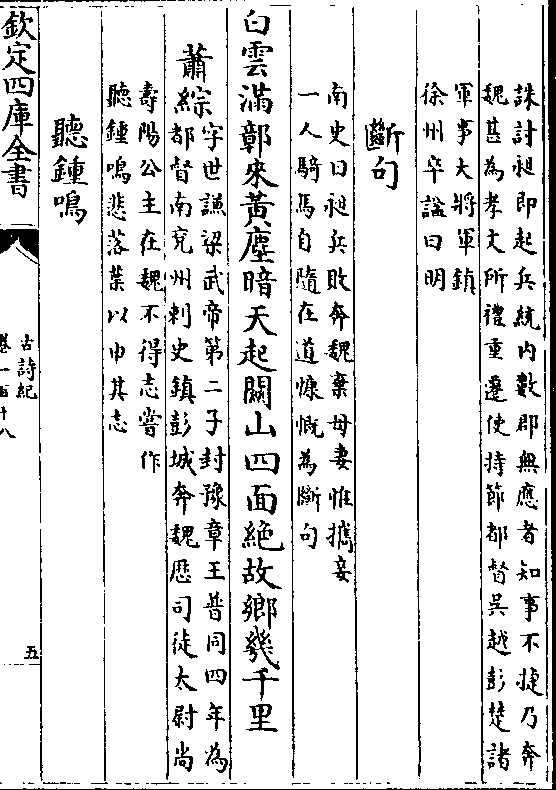 誅討昶即起兵統内數郡無應者知事不捷乃奔
魏甚為孝文所禮重遷使持節都督吳越彭楚諸
軍事大將軍鎮
徐州卒諡曰明
斷句
南史曰昶兵敗奔魏棄母妻惟攜妾
一人騎馬自隨在道慷慨為斷句
白雲滿鄣來黃塵暗天起關山四面絶故鄉幾千里
蕭綜
字世謙梁武帝第二子封豫章王普同四年為
都督南兗州刺史鎮彭城奔魏歷司徒太尉尚
壽陽公主在魏不得志嘗作
聽鍾鳴悲落葉以申其志
聽鍾鳴
欽定四庫全書
古詩紀
卷一百十八
五